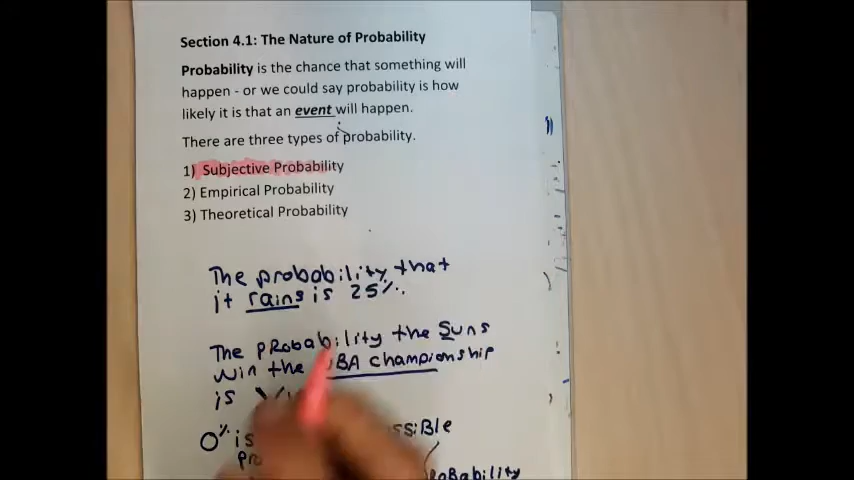 Section 4.1: The Nature of Probability
Probability is the chance that something will
happen - or we could say probability is how
likely it is that an event will happen.
There are three types of probability.
1) Subjective Probability
2) Empirical Probability
3) Theoretical Probability
The probability that
it rains is 25%.
The pRobability the Suns
win the BA championship
is
0% is ssiBle
pRoBability